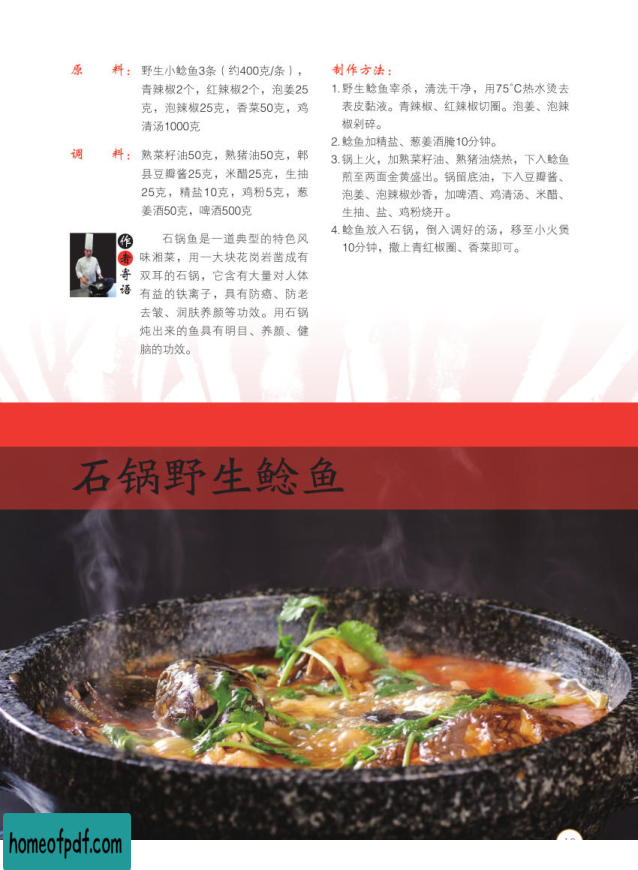 原 料：野生小鲶鱼3条（约400克/条），
青辣椒2个，红辣椒2个，泡姜25
克，泡辣椒25克，香菜50克，鸡
清汤1000克
调 料：熟菜籽油50克，熟猪油50克，郫
县豆瓣酱25克，米醋25克，生抽
25克，精盐10克，鸡粉5克，葱
姜酒50克，啤酒500克
作者寄语
石锅鱼是一道典型的特色风
味湘菜，用一大块花岗岩凿成有
双耳的石锅，它含有大量对人体
有益的铁离子，具有防癌、防老
去皱、润肤养颜等功效。用石锅
炖出来的鱼具有明目、养颜、健
脑的功效。
制作方法：
1.野生鲶鱼宰杀，清洗干净，用75˚C热水烫去
表皮黏液。青辣椒、红辣椒切圈。泡姜、泡辣
椒剁碎。
2.鲶鱼加精盐、葱姜酒腌10分钟。
3.锅上火，加熟菜籽油、熟猪油烧热，下入鲶鱼
煎至两面金黄盛出。锅留底油，下入豆瓣酱、
泡姜、泡辣椒炒香，加啤酒、鸡清汤、米醋、
生抽、盐、鸡粉烧开。
4.鲶鱼放入石锅，倒入调好的汤，移至小火煲
10分钟，撒上青红椒圈、香菜即可。
石锅野生鲶鱼
homeofpdf.com